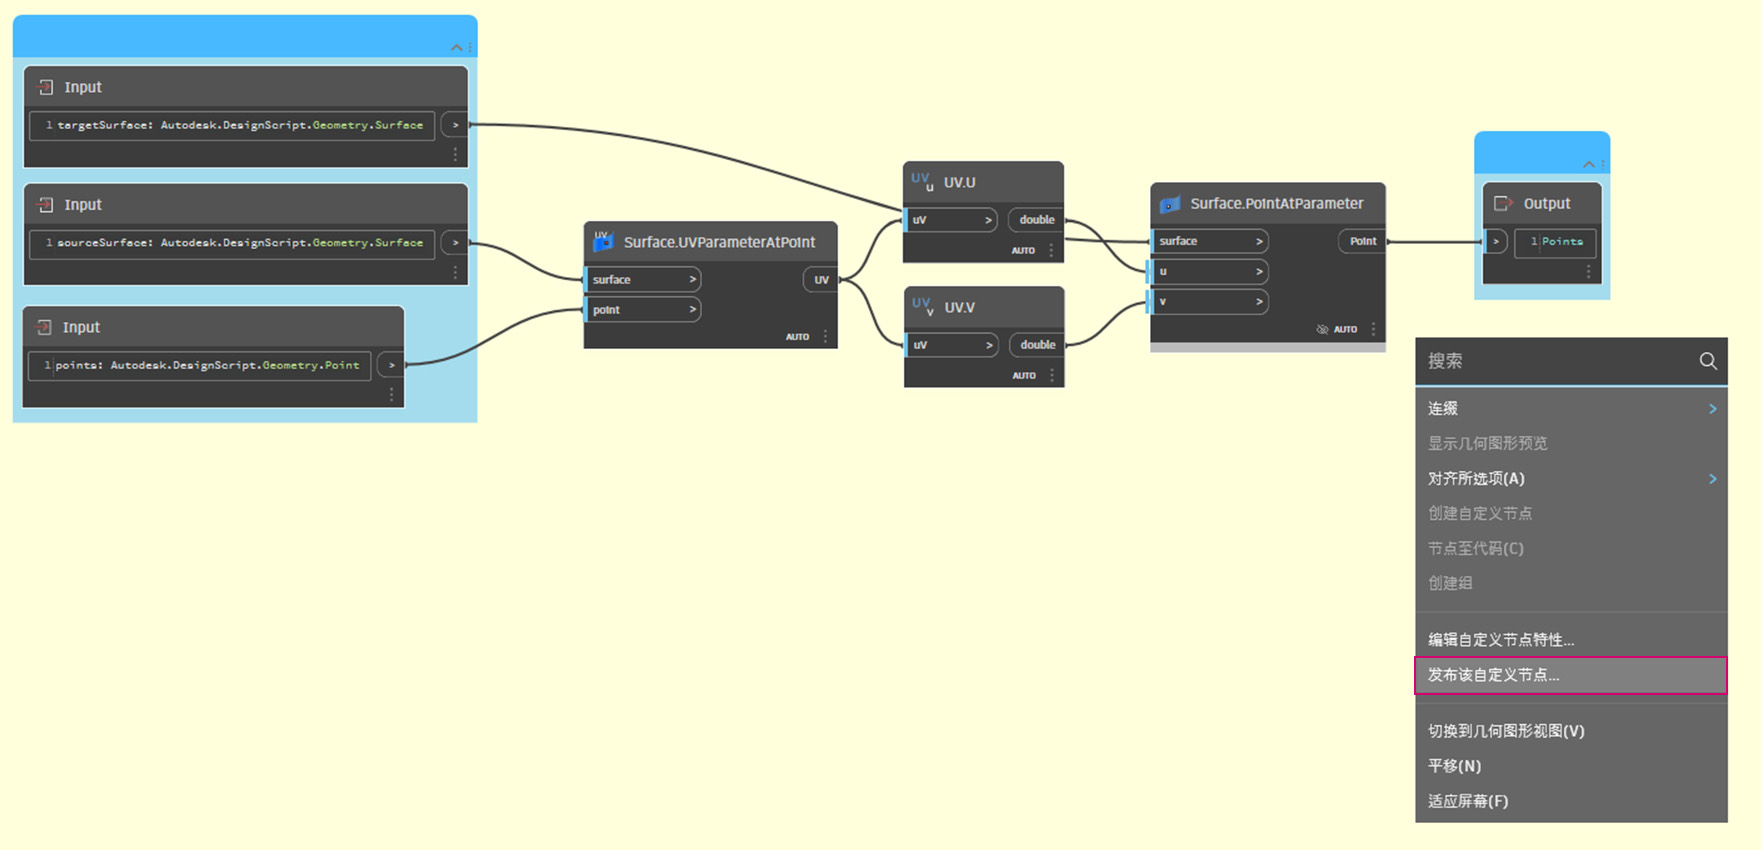 Input
1 targetSurface: Autodesk.DesignScript.Geometry.Surface >
Input
1 sourceSurface: Autodesk.DesignScript.Geometry.Surface >
Input
1 points: Autodesk.DesignScript.Geometry.Point >
UV
Surface.UVParameterAtPoint
surface > UV
point >
AUTO
UV u UV.U
uV > double
AUTO
UV v UV.V
uV > double
AUTO
Surface.PointAtParameter
surface > Point
u >
v >
AUTO
Output
> 1 Points
搜索
连缀 >
显示几何图形预览
对齐所选项(A) >
创建自定义节点
节点至代码(C)
创建组
编辑自定义节点特性...
发布该自定义节点...
切换到几何图形视图(V)
平移(N)
适应屏幕(F)